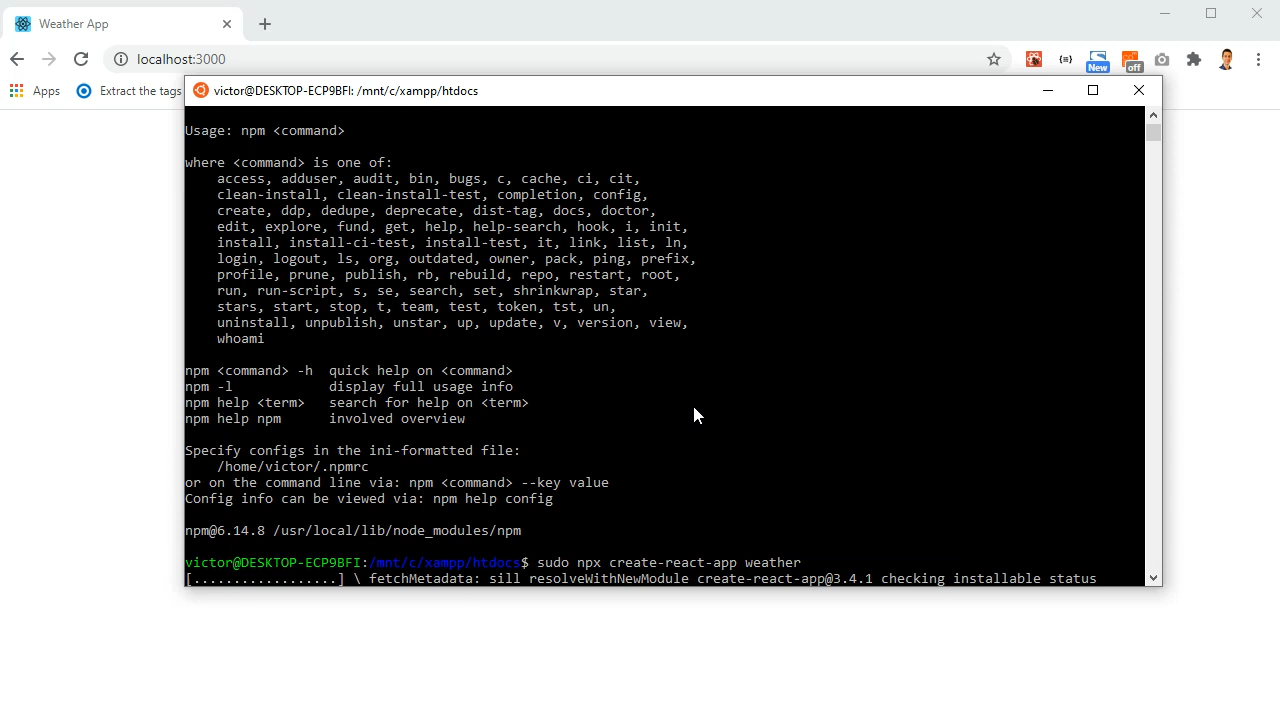 Weather App
localhost:3000
New
off
Apps
Extract the tags
victor@DESKTOP-ECP9BFI: /mnt/c/xampp/htdocs
Usage: npm <command>
where <command> is one of:
access, adduser, audit, bin, bugs, c, cache, ci, cit,
clean-install, clean-install-test, completion, config,
create, ddp, dedupe, deprecate, dist-tag, docs, doctor,
edit, explore, fund, get, help, help-search, hook, i, init,
install, install-ci-test, install-test, it, link, list, ln,
login, logout, ls, org, outdated, owner, pack, ping, prefix,
profile, prune, publish, rb, rebuild, repo, restart, root,
run, run-script, s, se, search, set, shrinkwrap, star,
stars, start, stop, t, team, test, token, tst, un,
uninstall, unpublish, unstar, up, update, v, version, view,
whoami
npm <command> -h  quick help on <command>
npm -l            display full usage info
npm help <term>   search for help on <term>
npm help npm      involved overview
Specify configs in the ini-formatted file:
/home/victor/.npmrc
or on the command line via: npm <command> --key value
Config info can be viewed via: npm help config
npm@6.14.8 /usr/local/lib/node_modules/npm
victor@DESKTOP-ECP9BFI:/mnt/c/xampp/htdocs$ sudo npx create-react-app weather
[..................] \ fetchMetadata: sill resolveWithNewModule create-react-app@3.4.1 checking installable status